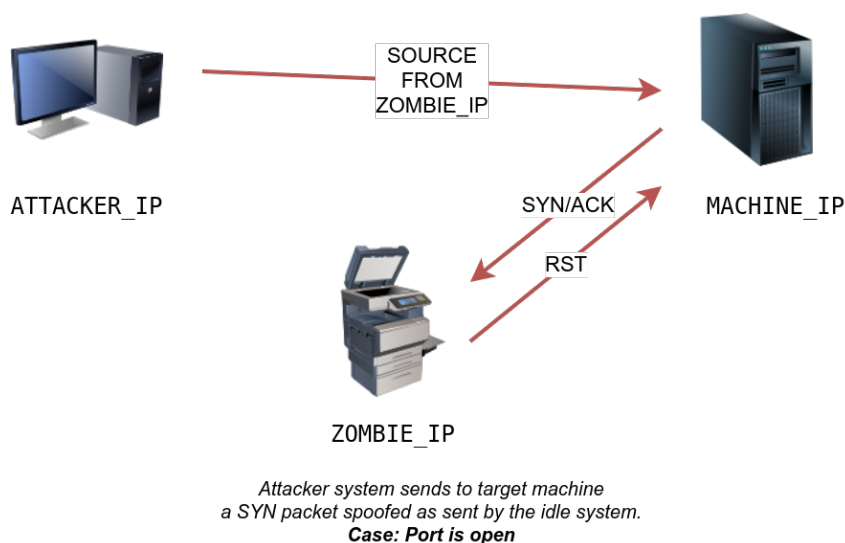 SOURCE
FROM
ZOMBIE_IP
ATTACKER_IP
MACHINE_IP
SYN/ACK
RST
ZOMBIE_IP
Attacker system sends to target machine
a SYN packet spoofed as sent by the idle system.
Case: Port is open